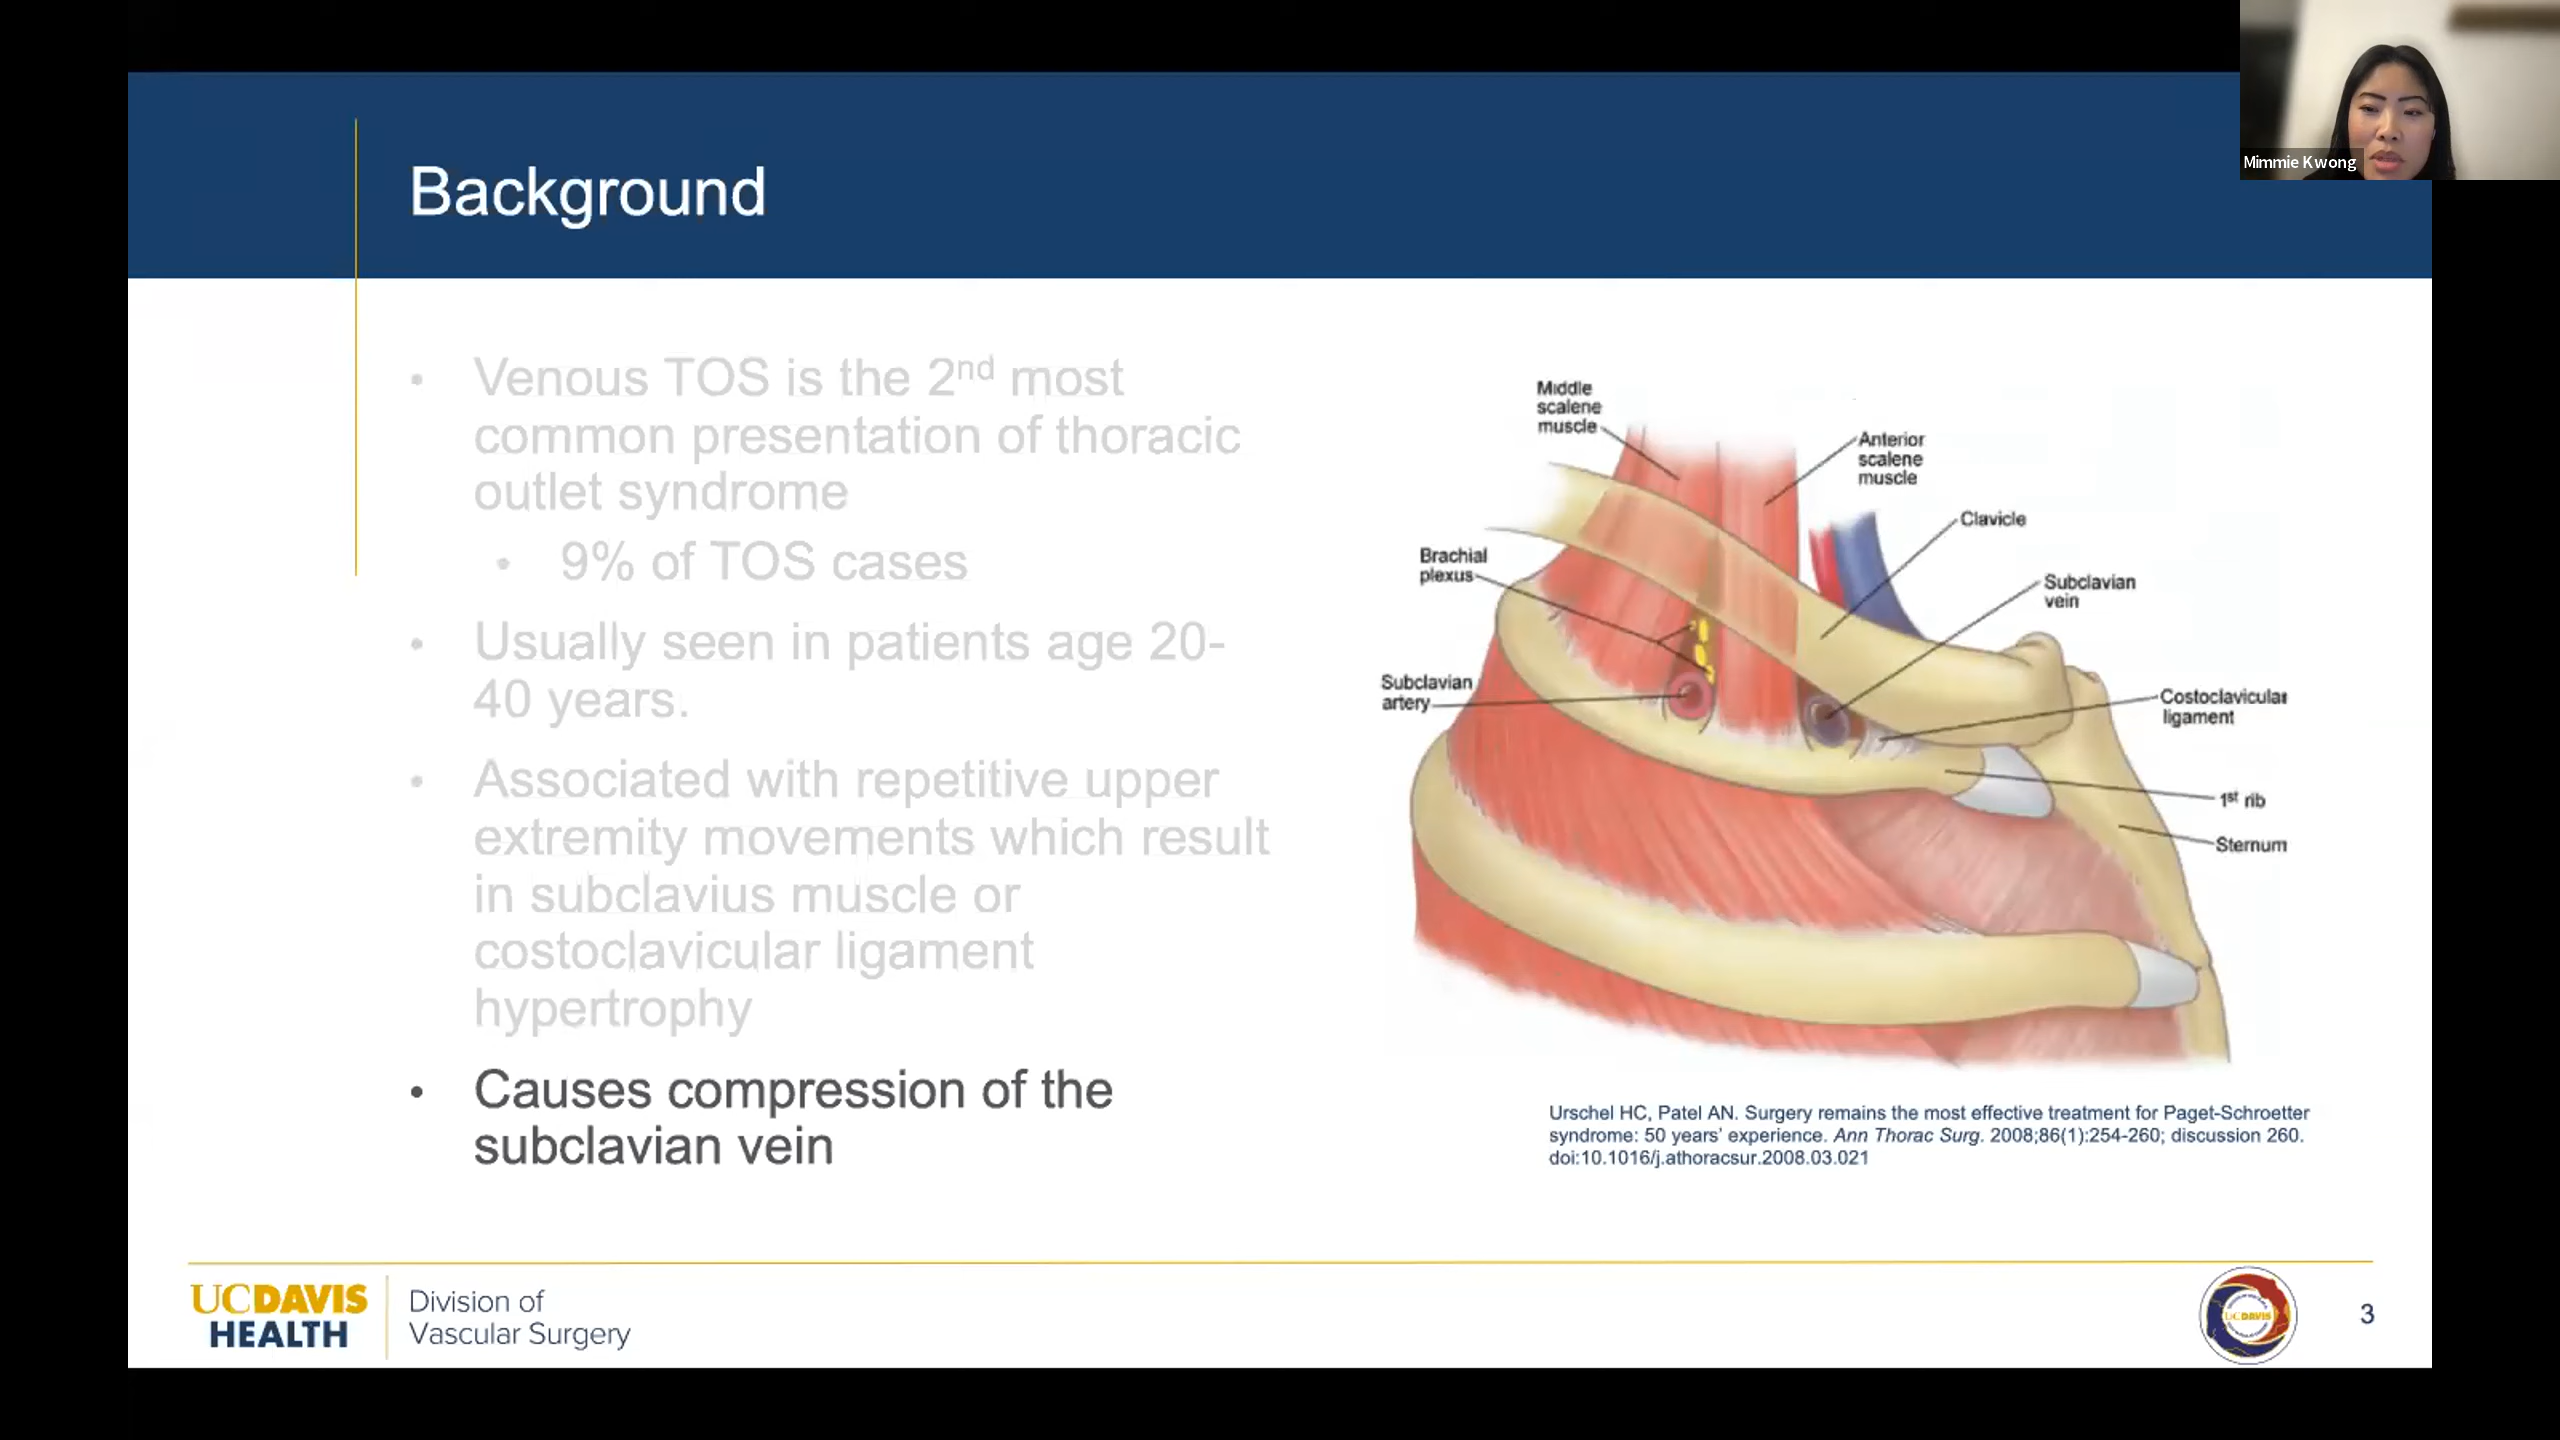 Mimmie Kwong
Background
• Venous TOS is the 2nd most
common presentation of thoracic
outlet syndrome
• 9% of TOS cases
• Usually seen in patients age 20-
40 years.
• Associated with repetitive upper
extremity movements which result
in subclavius muscle or
costoclavicular ligament
hypertrophy
• Causes compression of the
subclavian vein
Middle
scalene
muscle
Anterior
scalene
muscle
Clavicle
Brachial
plexus
Subclavian
vein
Subclavian
artery
Costoclavicular
ligament
1st rib
Sternum
Urschel HC, Patel AN. Surgery remains the most effective treatment for Paget-Schroetter
syndrome: 50 years' experience. Ann Thorac Surg. 2008;86(1):254-260; discussion 260.
doi:10.1016/j.athoracsur.2008.03.021
UCDAVIS
HEALTH
Division of
Vascular Surgery
UCDAVIS
3